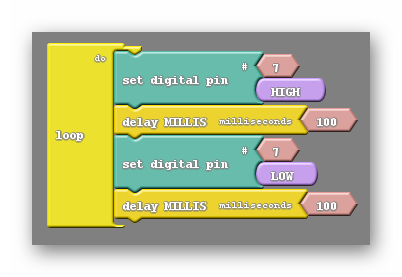 do
set digital pin # 7
HIGH
delay MILLIS milliseconds 100
loop
set digital pin # 7
LOW
delay MILLIS milliseconds 100